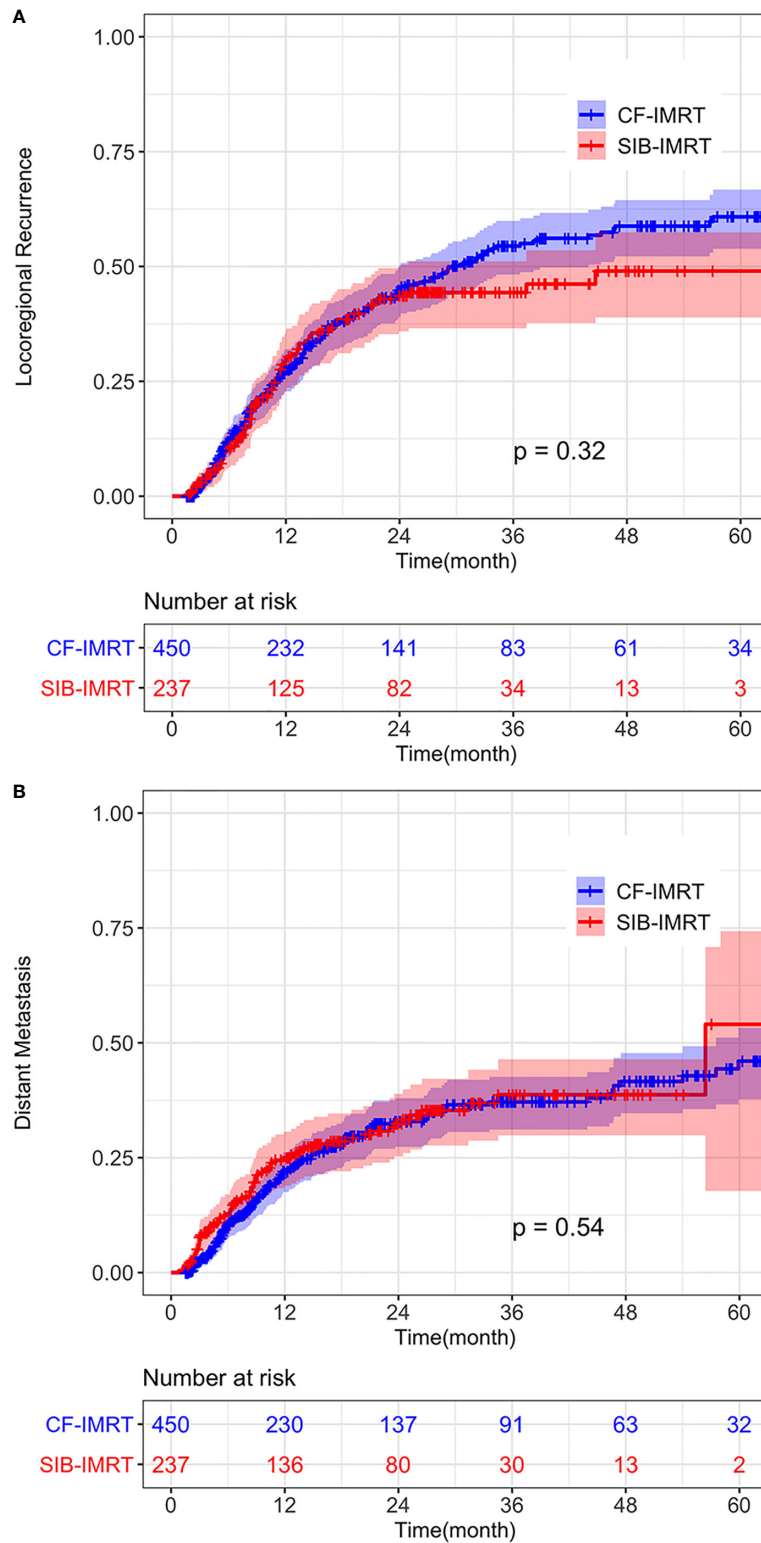 A
Locoregional Recurrence
1.00
0.75
0.50
0.25
0.00
CF-IMRT
SIB-IMRT
p = 0.32
0 12 24 36 48 60
Time(month)
Number at risk
CF-IMRT 450 232 141 83 61 34
SIB-IMRT 237 125 82 34 13 3
0 12 24 36 48 60
Time(month)
B
Distant Metastasis
1.00
0.75
0.50
0.25
0.00
CF-IMRT
SIB-IMRT
p = 0.54
0 12 24 36 48 60
Time(month)
Number at risk
CF-IMRT 450 230 137 91 63 32
SIB-IMRT 237 136 80 30 13 2
0 12 24 36 48 60
Time(month)